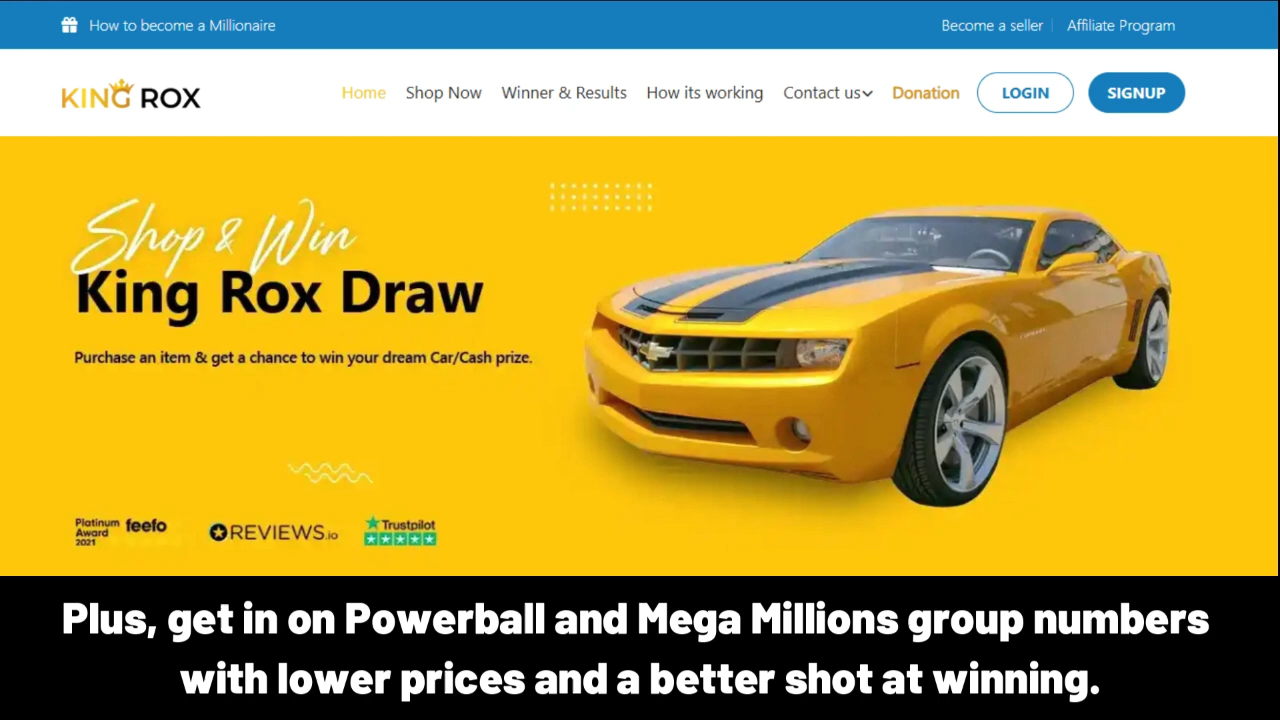 How to become a Millionaire
Become a seller
Affiliate Program
KING ROX
Home
Shop Now
Winner & Results
How its working
Contact us
Donation
LOGIN
SIGNUP
Shop & Win
King Rox Draw
Purchase an item & get a chance to win your dream Car/Cash prize.
Platinum
Award
2021
feefo
REVIEWS.io
Trustpilot
Plus, get in on Powerball and Mega Millions group numbers
with lower prices and a better shot at winning.